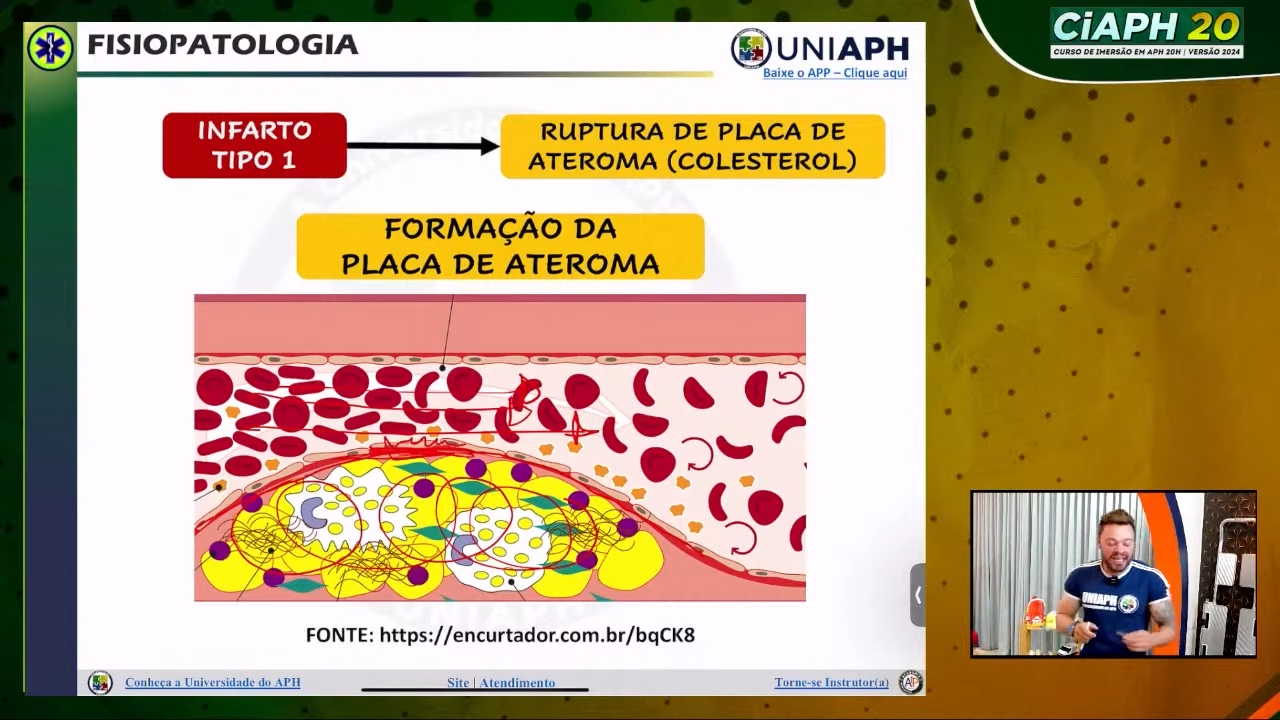 FISIOPATOLOGIA
UNIAPH
Baixe o APP – Clique aqui
CiAPH 20
CURSO DE IMERSÃO EM APH 20H | VERSÃO 2024
INFARTO
TIPO 1
RUPTURA DE PLACA DE
ATEROMA (COLESTEROL)
FORMAÇÃO DA
PLACA DE ATEROMA
FONTE: https://encurtador.com.br/bqCK8
UNIAPH
Conheça a Universidade do APH
Site | Atendimento
Torne-se Instrutor(a)